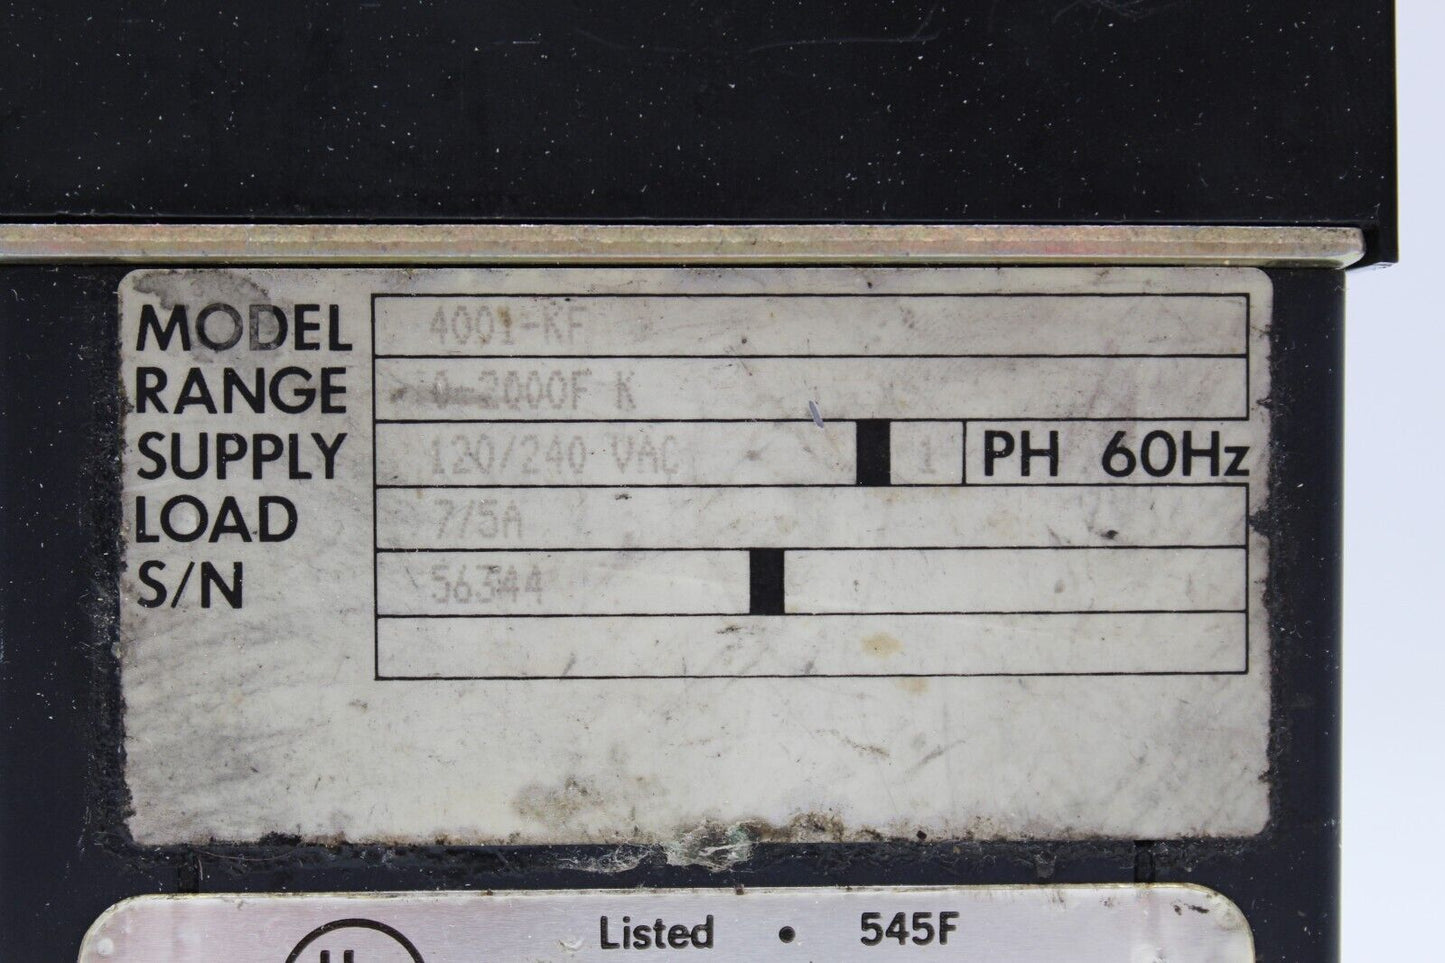 MODEL 4001-KF
RANGE 0-2000F K
SUPPLY 120/240 VAC 1 PH 60Hz
LOAD 7/5A
S/N 56344
Listed • 545F